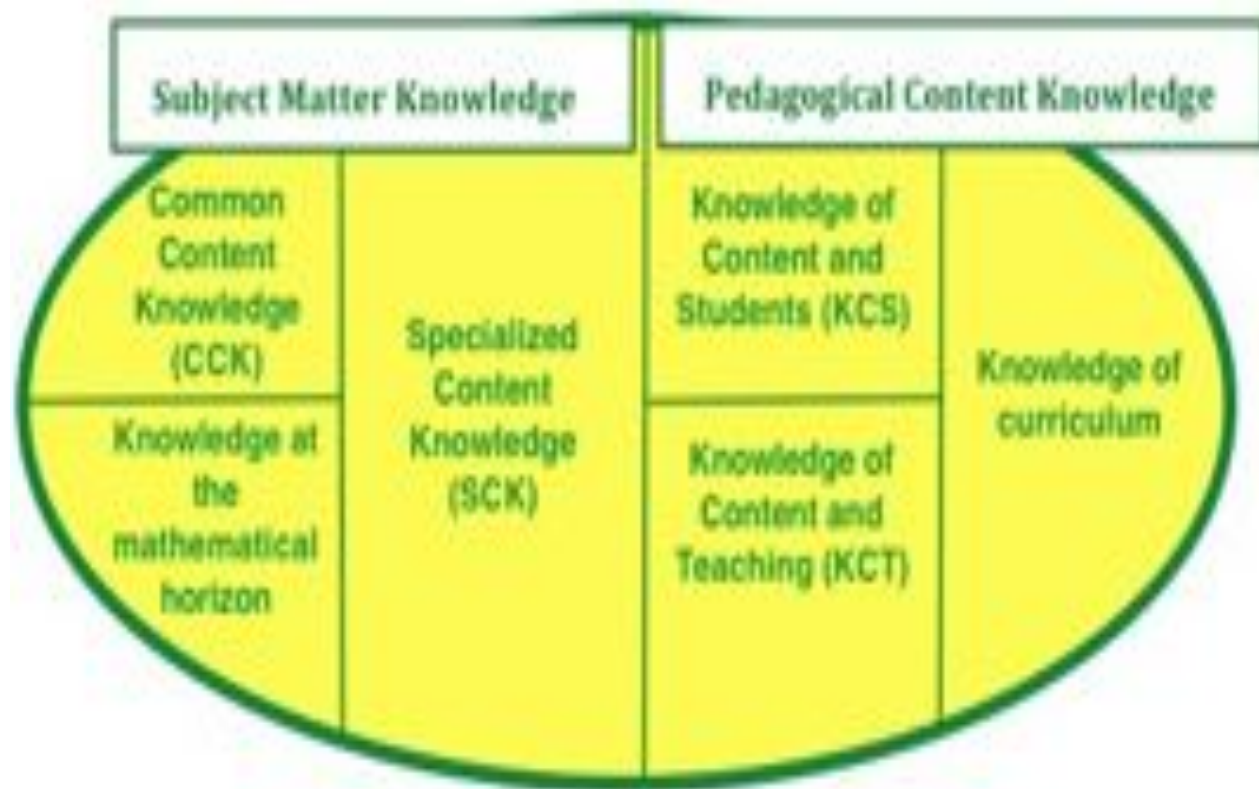 Subject Matter Knowledge
Pedagogical Content Knowledge
Common
Content
Knowledge
(CCK)
Knowledge at
the
mathematical
horizon
Specialized
Content
Knowledge
(SCK)
Knowledge of
Content and
Students (KCS)
Knowledge of
Content and
Teaching (KCT)
Knowledge of
curriculum